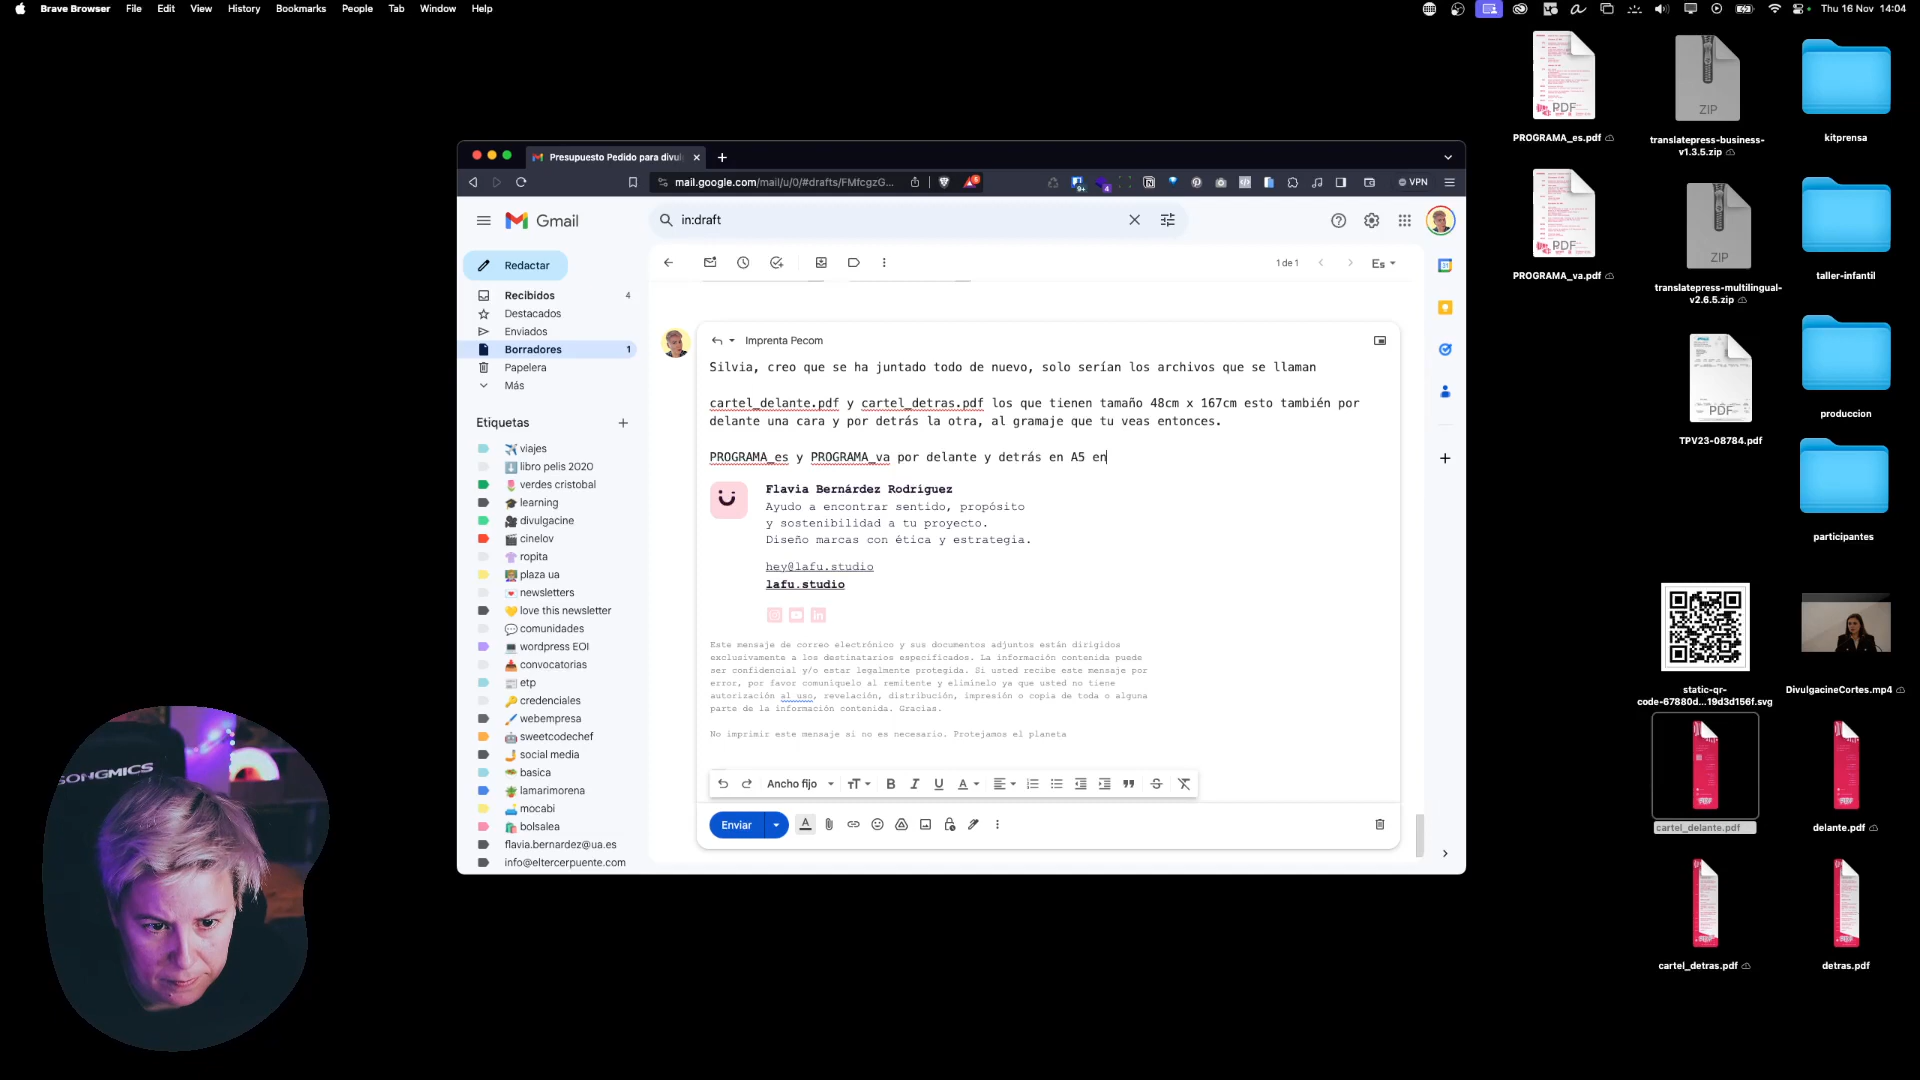 Brave Browser File Edit View History Bookmarks People Tab Window Help
Thu 16 Nov 14:04
Presupuesto Pedido para divul
mail.google.com/mail/u/0/#drafts/FMfcgzG...
VPN
Gmail
in:draft
Redactar
1 de 1
Es
Recibidos 4
Destacados
Enviados
Borradores 1
Papelera
Más
Etiquetas
viajes
libro pelis 2020
verdes cristobal
learning
divulgacine
cinelov
ropita
plaza ua
newsletters
love this newsletter
comunidades
wordpress EOI
convocatorias
etp
credenciales
webempresa
sweetcodechef
social media
basica
lamarimorena
mocabi
bolsalea
flavia.bernardez@ua.es
info@eltercerpuente.com
Imprenta Pecom
Silvia, creo que se ha juntado todo de nuevo, solo serían los archivos que se llaman
cartel_delante.pdf y cartel_detras.pdf los que tienen tamaño 48cm x 167cm esto también por
delante una cara y por detrás la otra, al gramaje que tu veas entonces.
PROGRAMA_es y PROGRAMA_va por delante y detrás en A5 en
Flavia Bernárdez Rodríguez
Ayudo a encontrar sentido, propósito
y sostenibilidad a tu proyecto.
Diseño marcas con ética y estrategia.
hey@lafu.studio
lafu.studio
Este mensaje de correo electrónico y sus documentos adjuntos están dirigidos
exclusivamente a los destinatarios especificados. La información contenida puede
ser confidencial y/o estar legalmente protegida. Si usted recibe este mensaje por
error, por favor comuníquelo al remitente y elimínelo ya que usted no tiene
autorización al uso, revelación, distribución, impresión o copia de toda o alguna
parte de la información contenida. Gracias.
No imprimir este mensaje si no es necesario. Protejamos el planeta
Ancho fijo
Enviar
PDF
PROGRAMA_es.pdf
ZIP
translatepress-business-
v1.3.5.zip
kitprensa
PDF
PROGRAMA_va.pdf
ZIP
translatepress-multilingual-
v2.6.5.zip
taller-infantil
PDF
TPV23-08784.pdf
produccion
participantes
static-qr-
code-67880d...19d3d156f.svg
DivulgacineCortes.mp4
cartel_delante.pdf
delante.pdf
cartel_detras.pdf
detras.pdf
SONGMICS